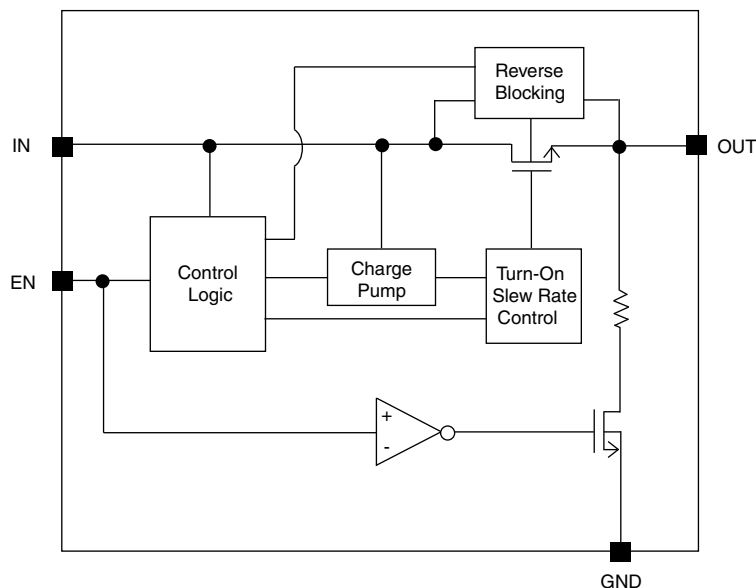 Reverse
Blocking
IN
OUT
EN
Control
Logic
Charge
Pump
Turn-On
Slew Rate
Control
+
-
GND